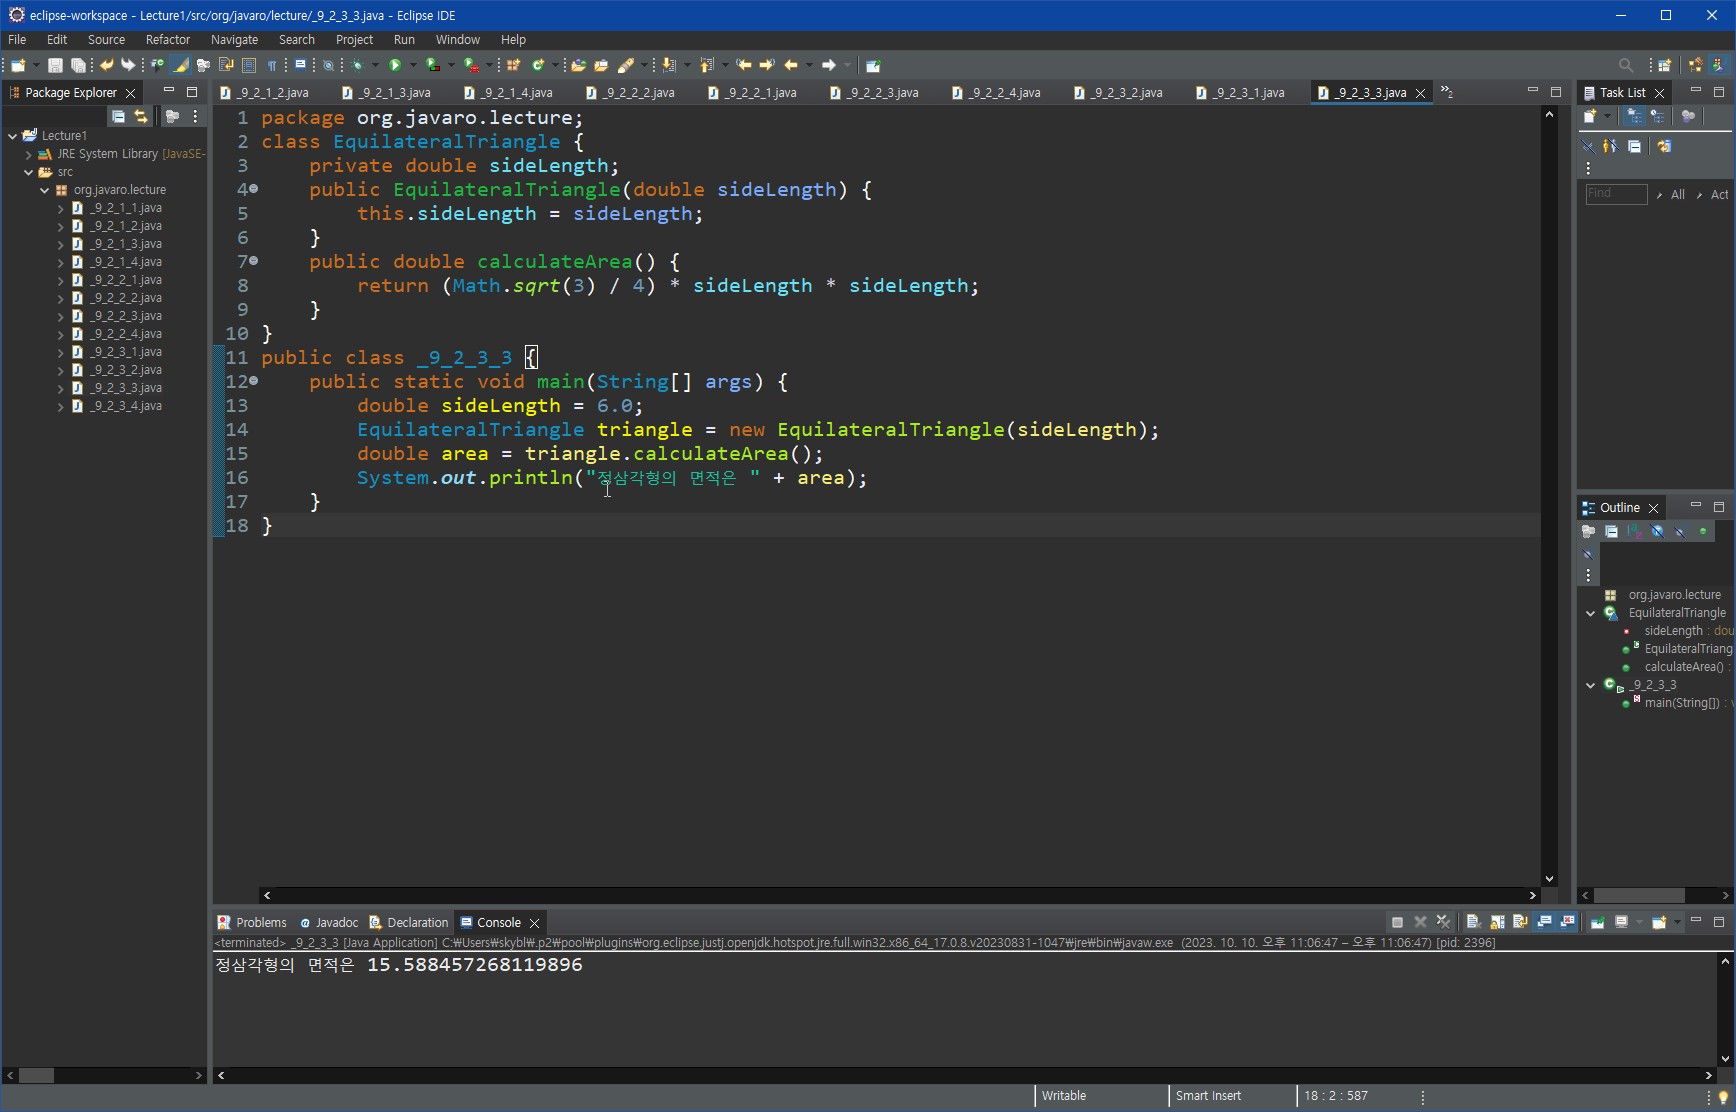 eclipse-workspace - Lecture1/src/org/javaro/lecture/_9_2_3_3.java - Eclipse IDE
File Edit Source Refactor Navigate Search Project Run Window Help
Package Explorer
_9_2_1_2.java _9_2_1_3.java _9_2_1_4.java _9_2_2_2.java _9_2_2_1.java _9_2_2_3.java _9_2_2_4.java _9_2_3_2.java _9_2_3_1.java _9_2_3_3.java »2
Task List
Lecture1
JRE System Library [JavaSE-
src
org.javaro.lecture
_9_2_1_1.java
_9_2_1_2.java
_9_2_1_3.java
_9_2_1_4.java
_9_2_2_1.java
_9_2_2_2.java
_9_2_2_3.java
_9_2_2_4.java
_9_2_3_1.java
_9_2_3_2.java
_9_2_3_3.java
_9_2_3_4.java
1 package org.javaro.lecture;
2 class EquilateralTriangle {
3 private double sideLength;
4 public EquilateralTriangle(double sideLength) {
5 this.sideLength = sideLength;
6 }
7 public double calculateArea() {
8 return (Math.sqrt(3) / 4) * sideLength * sideLength;
9 }
10 }
11 public class _9_2_3_3 {
12 public static void main(String[] args) {
13 double sideLength = 6.0;
14 EquilateralTriangle triangle = new EquilateralTriangle(sideLength);
15 double area = triangle.calculateArea();
16 System.out.println("정삼각형의 면적은 " + area);
17 }
18 }
Find All Act
Outline
org.javaro.lecture
EquilateralTriangle
sideLength : dou
EquilateralTriang
calculateArea() :
_9_2_3_3
main(String[]) : v
Problems Javadoc Declaration Console
<terminated> _9_2_3_3 [Java Application] C:₩Users₩skybl₩.p2₩pool₩plugins₩org.eclipse.justj.openjdk.hotspot.jre.full.win32.x86_64_17.0.8.v20230831-1047₩jre₩bin₩javaw.exe (2023. 10. 10. 오후 11:06:47 – 오후 11:06:47) [pid: 2396]
정삼각형의 면적은 15.588457268119896
Writable Smart Insert 18 : 2 : 587